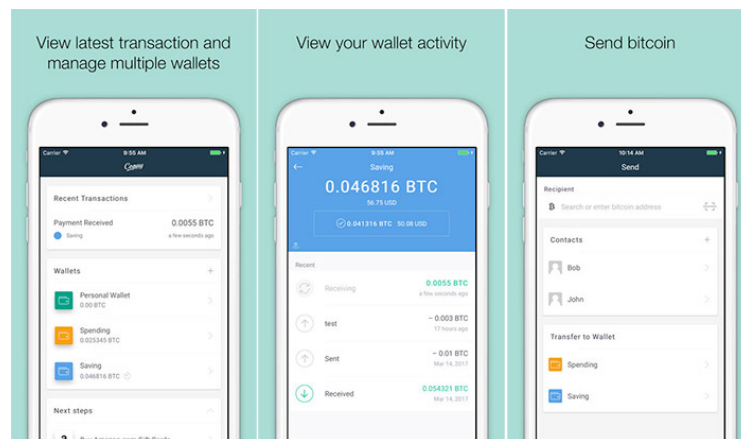 View latest transaction and
manage multiple wallets
Carrier 9:55 AM
Copay
Recent Transactions
Payment Received 0.0055 BTC
Saving a few seconds ago
Wallets +
Personal Wallet
0.00 BTC
Spending
0.025345 BTC
Saving
0.046816 BTC
Next steps
View your wallet activity
Carrier 9:55 AM
Saving
0.046816 BTC
56.75 USD
0.041316 BTC 50.08 USD
Recent
Receiving 0.0055 BTC
a few seconds ago
test - 0.003 BTC
17 hours ago
Sent - 0.01 BTC
Mar 14, 2017
Received 0.054321 BTC
Mar 14, 2017
Send bitcoin
Carrier 10:14 AM
Send
Recipient
Search or enter bitcoin address
Contacts +
Bob
John
Transfer to Wallet
Spending
Saving